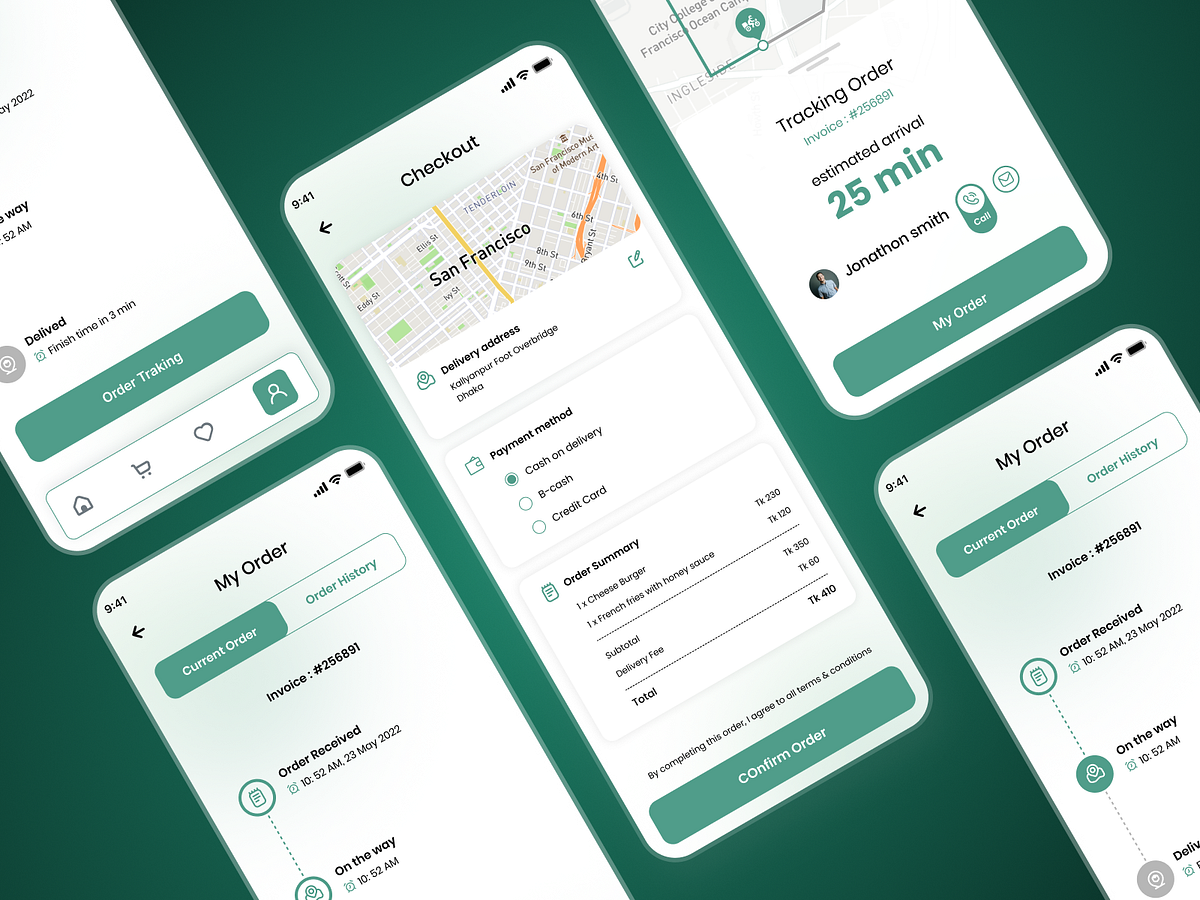 ay 2022
e way
: 52 AM
Delived
Finish time in 3 min
Order Traking
9:41
My Order
Current Order
Order History
Invoice : #256891
Order Received
10: 52 AM, 23 May 2022
On the way
10: 52 AM
9:41
Checkout
San Francisco Mus
of Modern Art
TENDERLOIN
4th St
Ellis St
San Francisco
6th St
Bryant St
8th St
9th St
Eddy St
Ivy St
Delivery address
Kallyanpur Foot Overbridge
Dhaka
Payment method
Cash on delivery
B-cash
Credit Card
Order Summary
1 x Cheese Burger Tk 230
1 x French fries with honey sauce Tk 120
Subtotal Tk 350
Delivery Fee Tk 60
Total Tk 410
By completing this order, I agree to all terms & conditions
COnfirm Order
City College
Francisco Ocean Camp
INGLESIDE
Tracking Order
Invoice : #256891
estimated arrival
25 min
Jonathon smith
Call
My Order
9:41
My Order
Current Order
Order History
Invoice : #256891
Order Received
10: 52 AM, 23 May 2022
On the way
10: 52 AM
Deliv